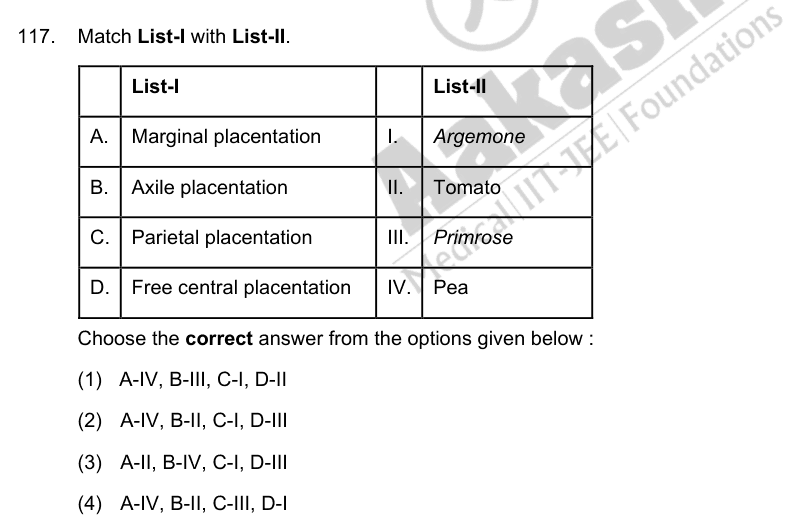 117. Match List-I with List-II.
List-I List-II
A. Marginal placentation I. Argemone
B. Axile placentation II. Tomato
C. Parietal placentation III. Primrose
D. Free central placentation IV. Pea
Choose the correct answer from the options given below :
(1) A-IV, B-III, C-I, D-II
(2) A-IV, B-II, C-I, D-III
(3) A-II, B-IV, C-I, D-III
(4) A-IV, B-II, C-III, D-I
Aakash
Medical|IIT-JEE|Foundations